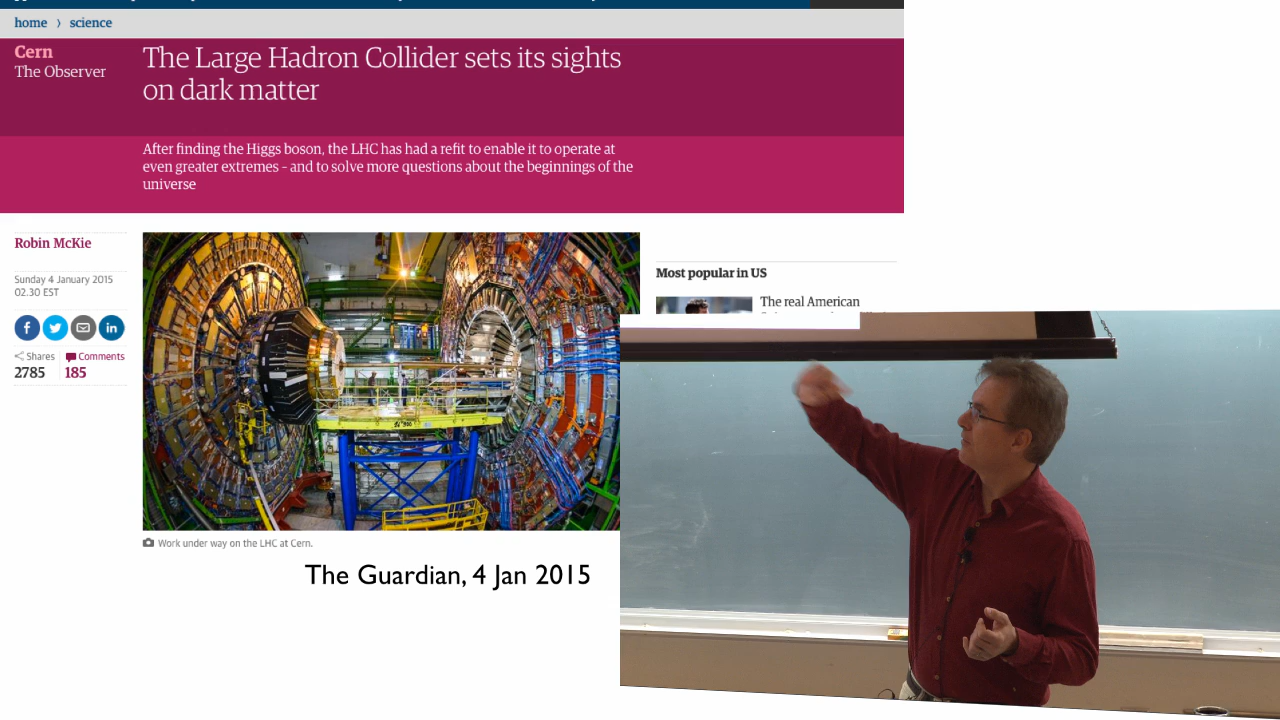 home › science
Cern
The Observer
The Large Hadron Collider sets its sights
on dark matter
After finding the Higgs boson, the LHC has had a refit to enable it to operate at
even greater extremes – and to solve more questions about the beginnings of the
universe
Robin McKie
Sunday 4 January 2015
02.30 EST
Shares
2785
Comments
185
Work under way on the LHC at Cern.
Most popular in US
The real American
The Guardian, 4 Jan 2015